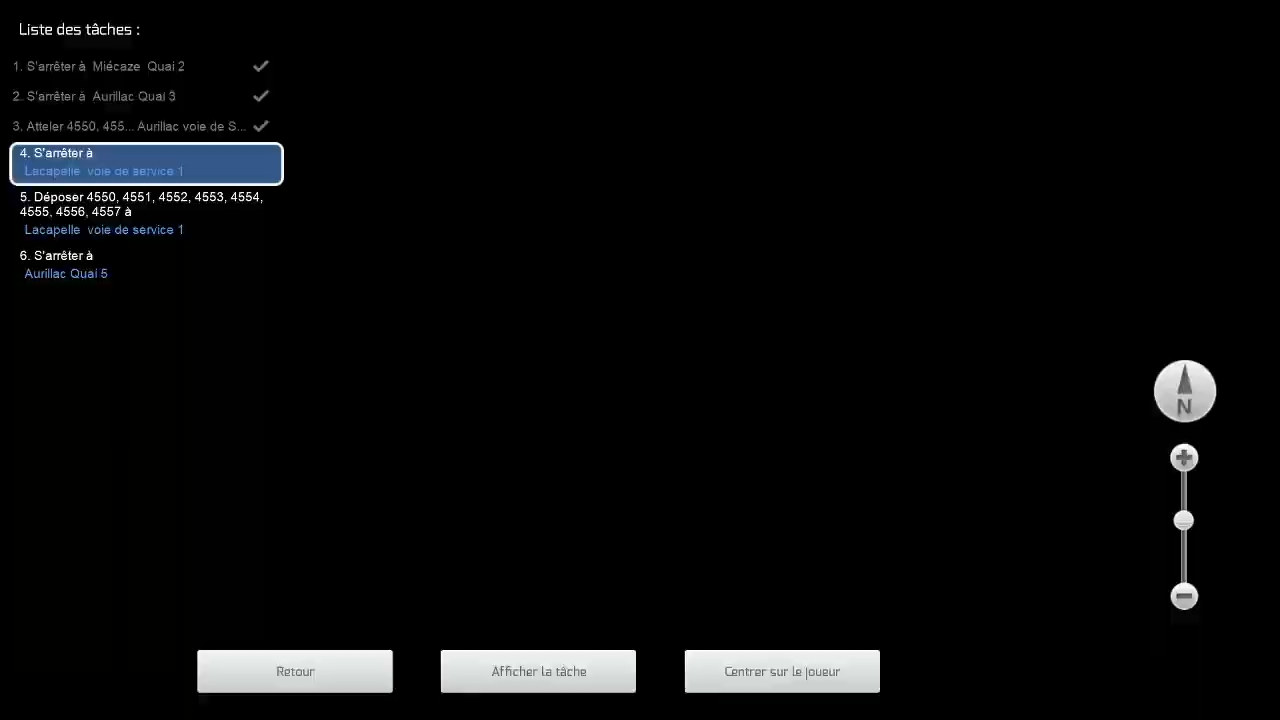 Liste des tâches :
1. S'arrêter à Miécaze Quai 2
2. S'arrêter à Aurillac Quai 3
3. Atteler 4550, 455... Aurillac voie de S...
4. S'arrêter à
Lacapelle voie de service 1
5. Déposer 4550, 4551, 4552, 4553, 4554,
4555, 4556, 4557 à
Lacapelle voie de service 1
6. S'arrêter à
Aurillac Quai 5
N
Retour
Afficher la tâche
Centrer sur le joueur